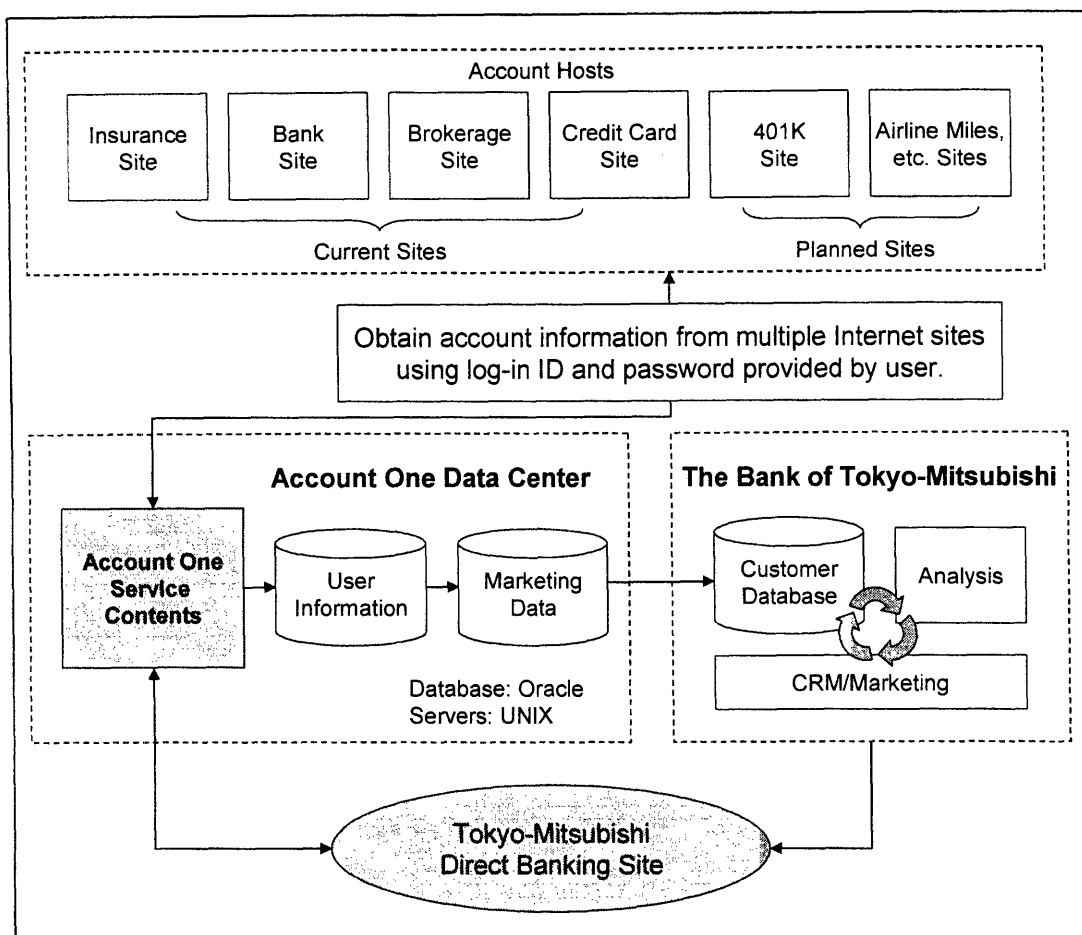 Account Hosts
Insurance
Site
Bank
Site
Brokerage
Site
Credit Card
Site
401K
Site
Airline Miles,
etc. Sites
Current Sites
Planned Sites
Obtain account information from multiple Internet sites
using log-in ID and password provided by user.
Account One Data Center
Account One
Service
Contents
User
Information
Marketing
Data
Database: Oracle
Servers: UNIX
The Bank of Tokyo-Mitsubishi
Customer
Database
Analysis
CRM/Marketing
Tokyo-Mitsubishi
Direct Banking Site